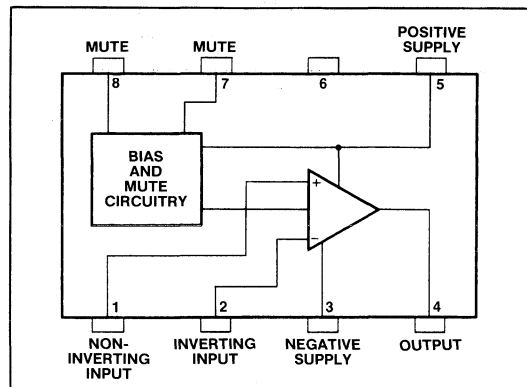 MUTE
MUTE
POSITIVE
SUPPLY
8
7
6
5
BIAS
AND
MUTE
CIRCUITRY
+
−
1
2
3
4
NON-
INVERTING
INPUT
INVERTING
INPUT
NEGATIVE
SUPPLY
OUTPUT